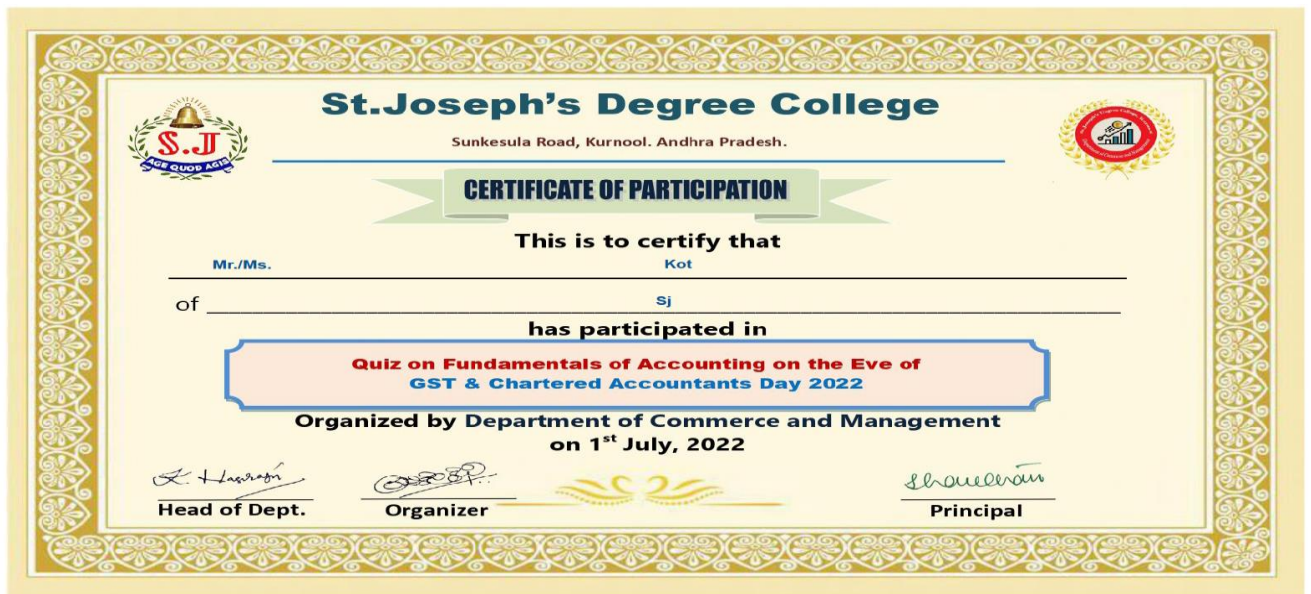 St.Joseph's Degree College
Sunkesula Road, Kurnool. Andhra Pradesh.
S.J
AGE QUOD AGIS
CERTIFICATE OF PARTICIPATION
This is to certify that
Mr./Ms. Kot
of Sj
has participated in
Quiz on Fundamentals of Accounting on the Eve of
GST & Chartered Accountants Day 2022
Organized by Department of Commerce and Management
on 1st July, 2022
Head of Dept. Organizer Principal